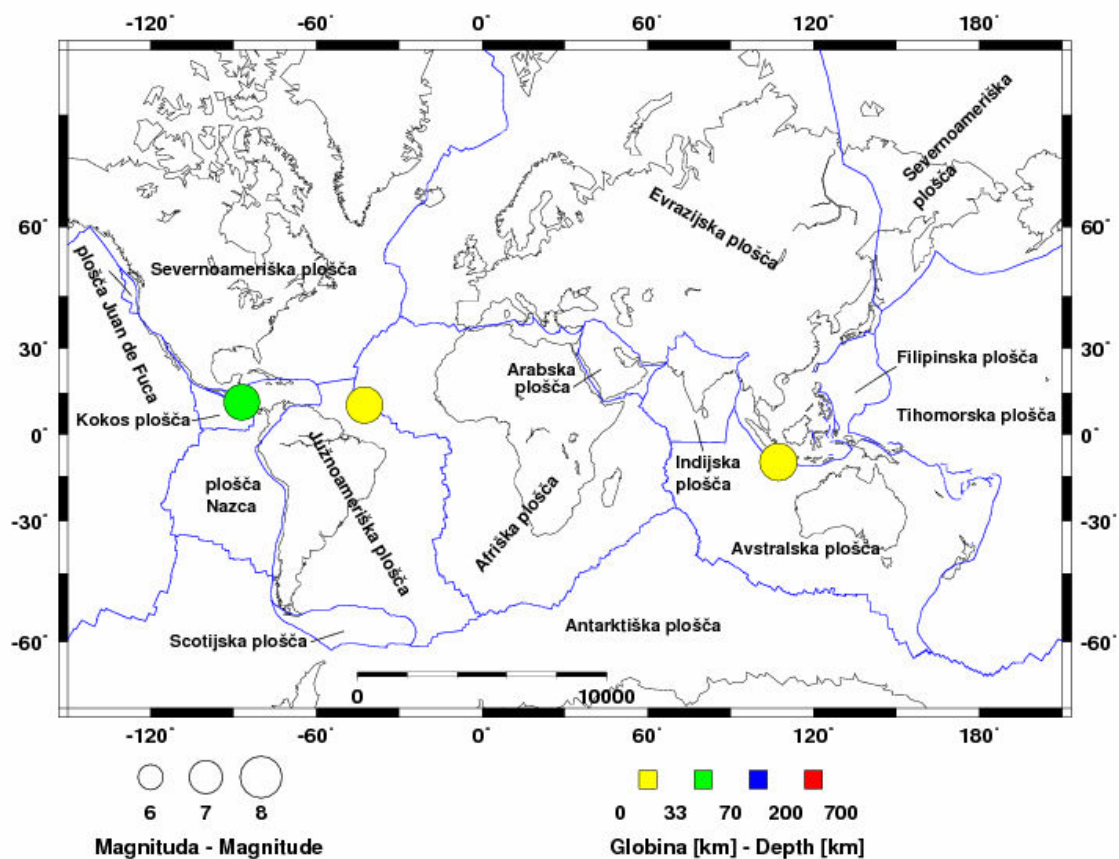 -120° -60° 0° 60° 120° 180°
Severnoameriška
plošča
Evrazijska plošča
60° 60°
Severnoameriška plošča
plošča Juan de Fuca
30° 30°
Filipinska plošča
Arabska
plošča
Kokos plošča
Tihomorska plošča
0° 0°
Južnoameriška plošča
Indijska
plošča
plošča
Nazca
Afriška plošča
-30° -30°
Avstralska plošča
Antarktiška plošča
Scotijska plošča
-60° -60°
0 10000
-120° -60° 0° 60° 120° 180°
6 7 8
0 33 70 200 700
Magnituda - Magnitude
Globina [km] - Depth [km]